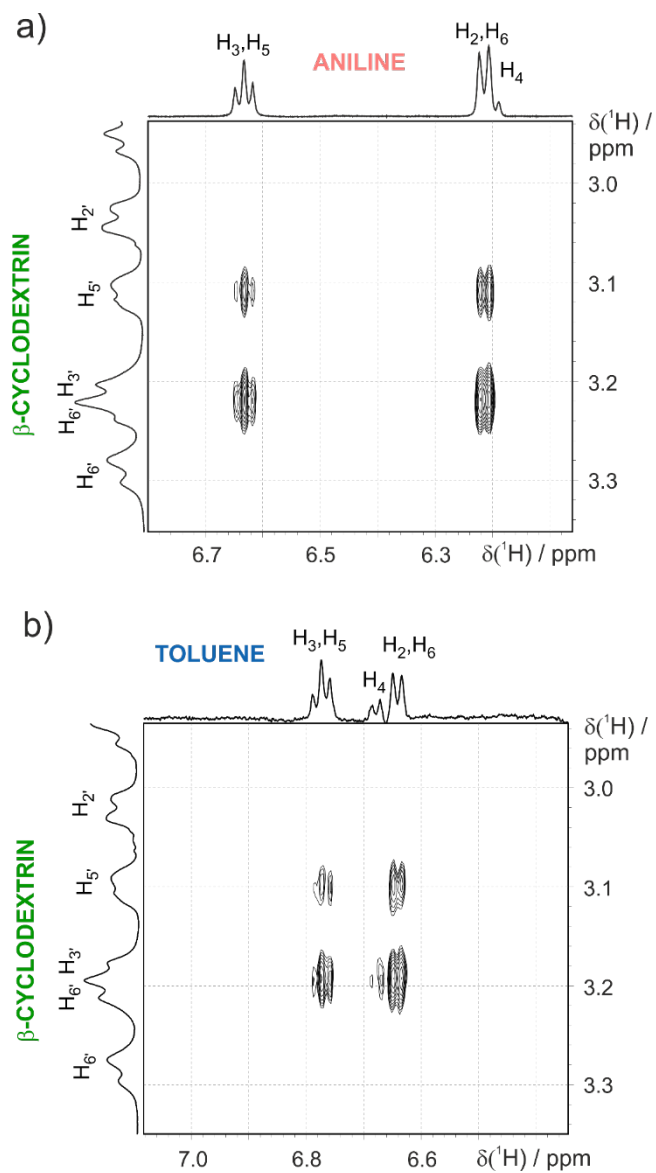 a)
H₃,H₅
ANILINE
H₂,H₆
H₄
δ(¹H) /
ppm
β-CYCLODEXTRIN
H₂'
H₅'
H₆' H₃'
H₆'
3.0
3.1
3.2
3.3
6.7
6.5
6.3
δ(¹H) / ppm
b)
TOLUENE
H₃,H₅
H₄
H₂,H₆
δ(¹H) /
ppm
β-CYCLODEXTRIN
H₂'
H₅'
H₆' H₃'
H₆'
3.0
3.1
3.2
3.3
7.0
6.8
6.6
δ(¹H) / ppm